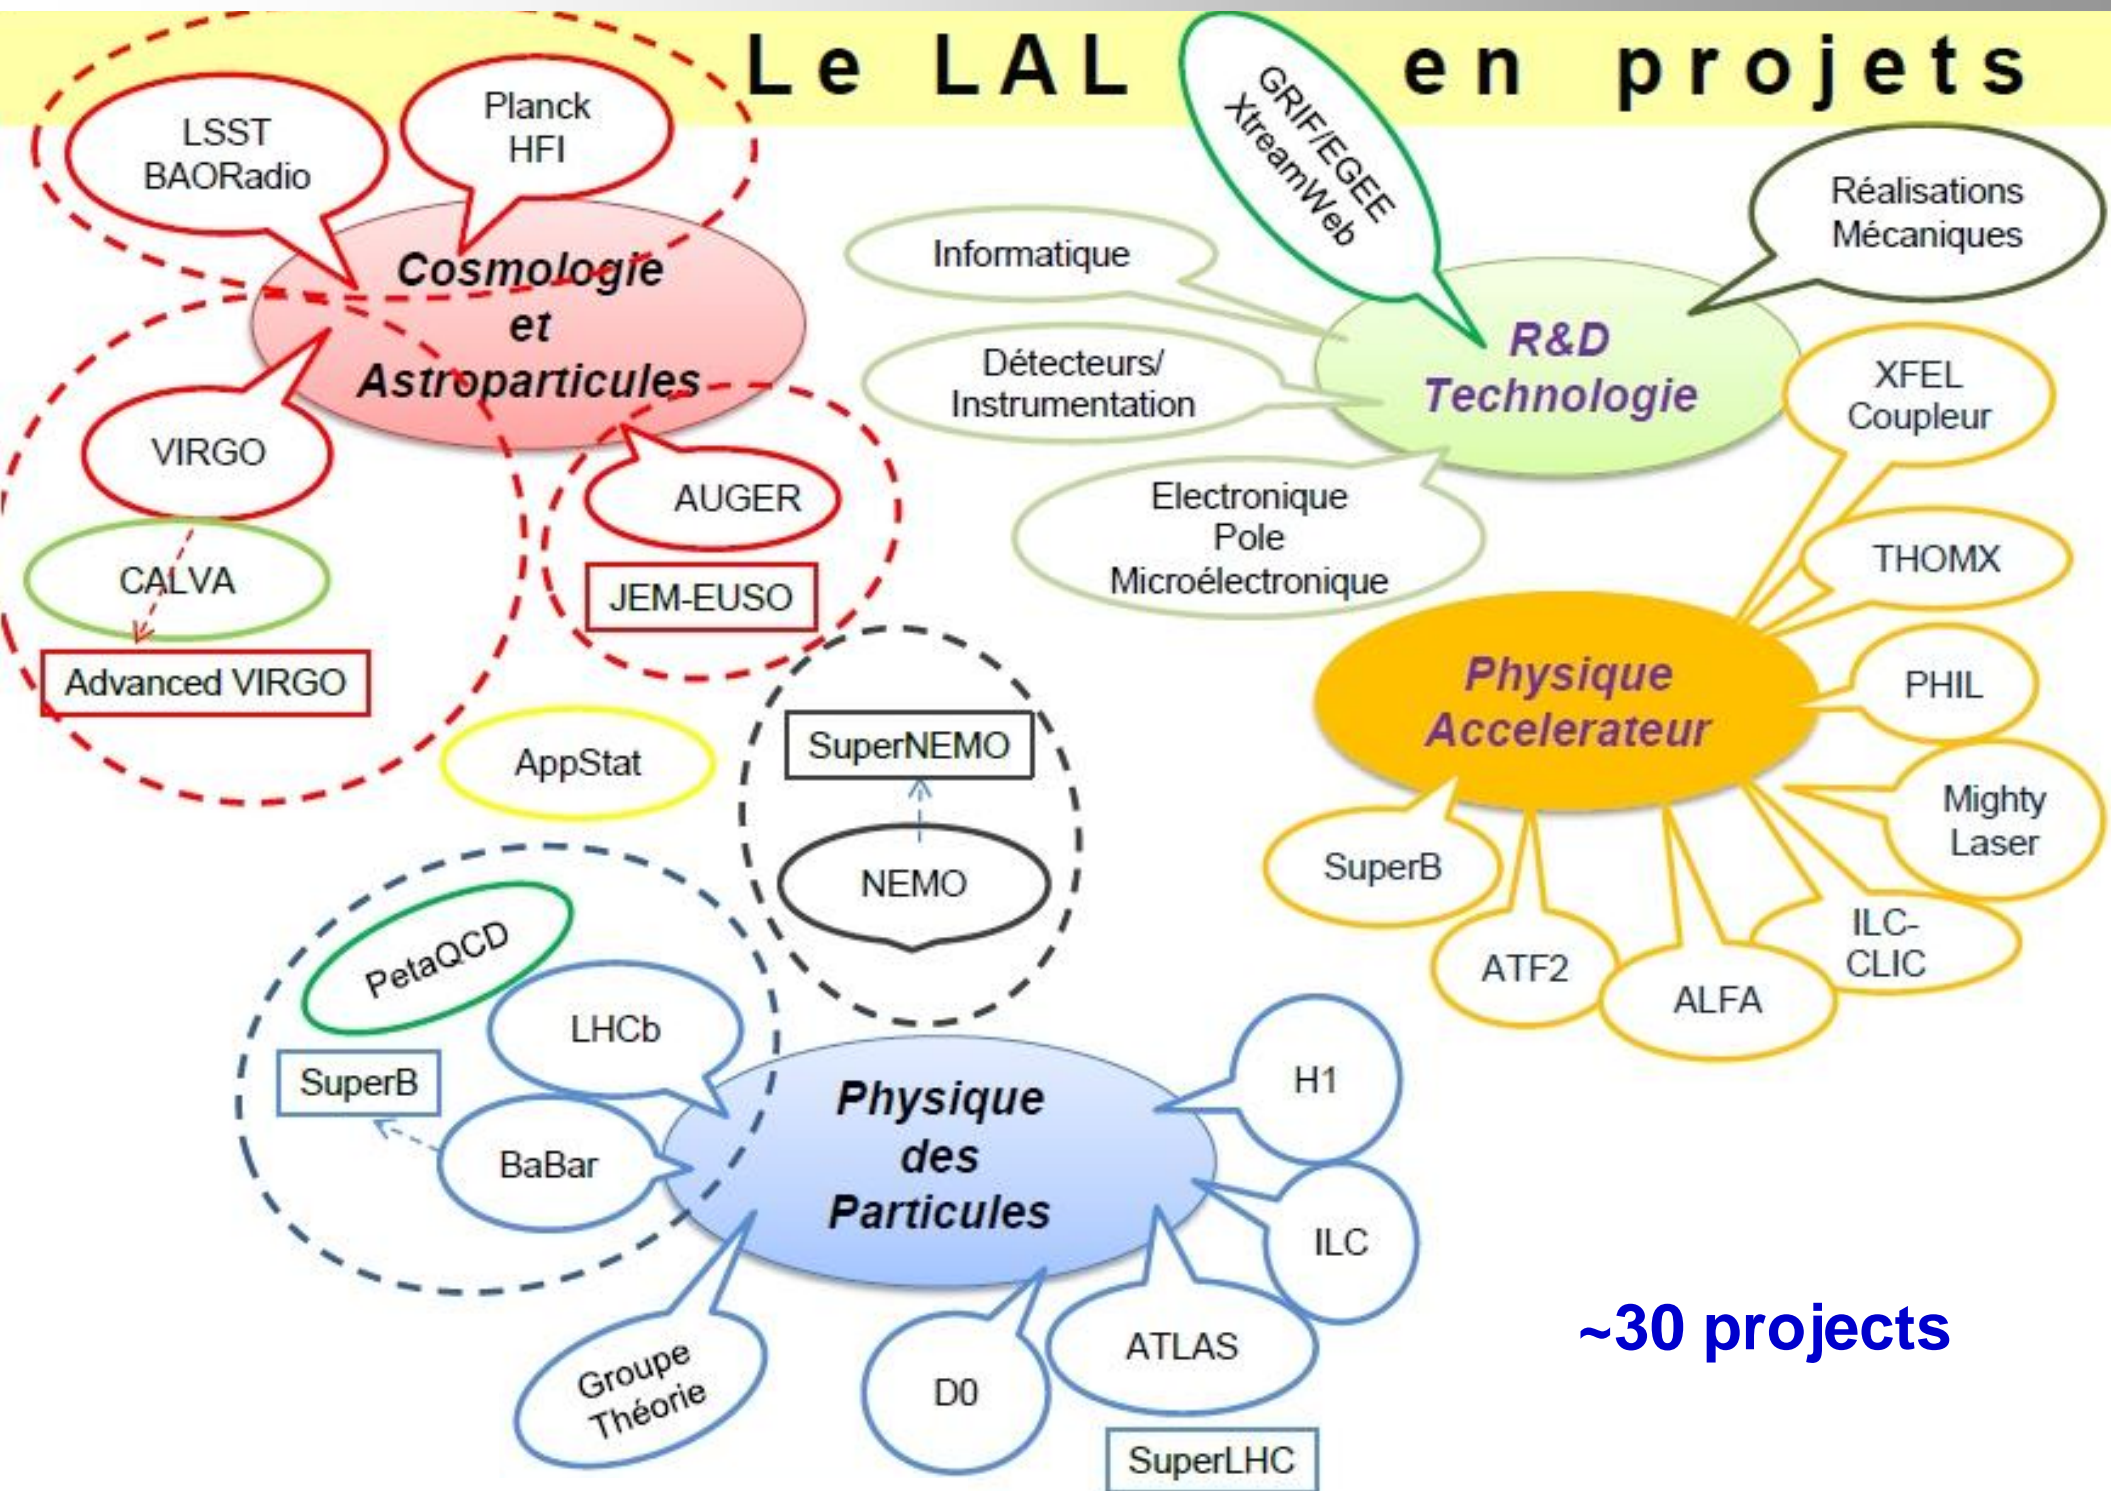 Le LAL en projets
LSST
BAORadio
Planck
HFI
Cosmologie
et
Astroparticules
VIRGO
CALVA
Advanced VIRGO
AUGER
JEM-EUSO
GRIF/EGEE
XtreamWeb
Réalisations
Mécaniques
Informatique
Détecteurs/
Instrumentation
Electronique
Pole
Microélectronique
R&D
Technologie
XFEL
Coupleur
THOMX
PHIL
Mighty
Laser
ILC-
CLIC
ALFA
ATF2
SuperB
Physique
Accelerateur
AppStat
SuperNEMO
NEMO
PetaQCD
LHCb
SuperB
BaBar
Physique
des
Particules
H1
ILC
ATLAS
SuperLHC
D0
Groupe
Théorie
~30 projects